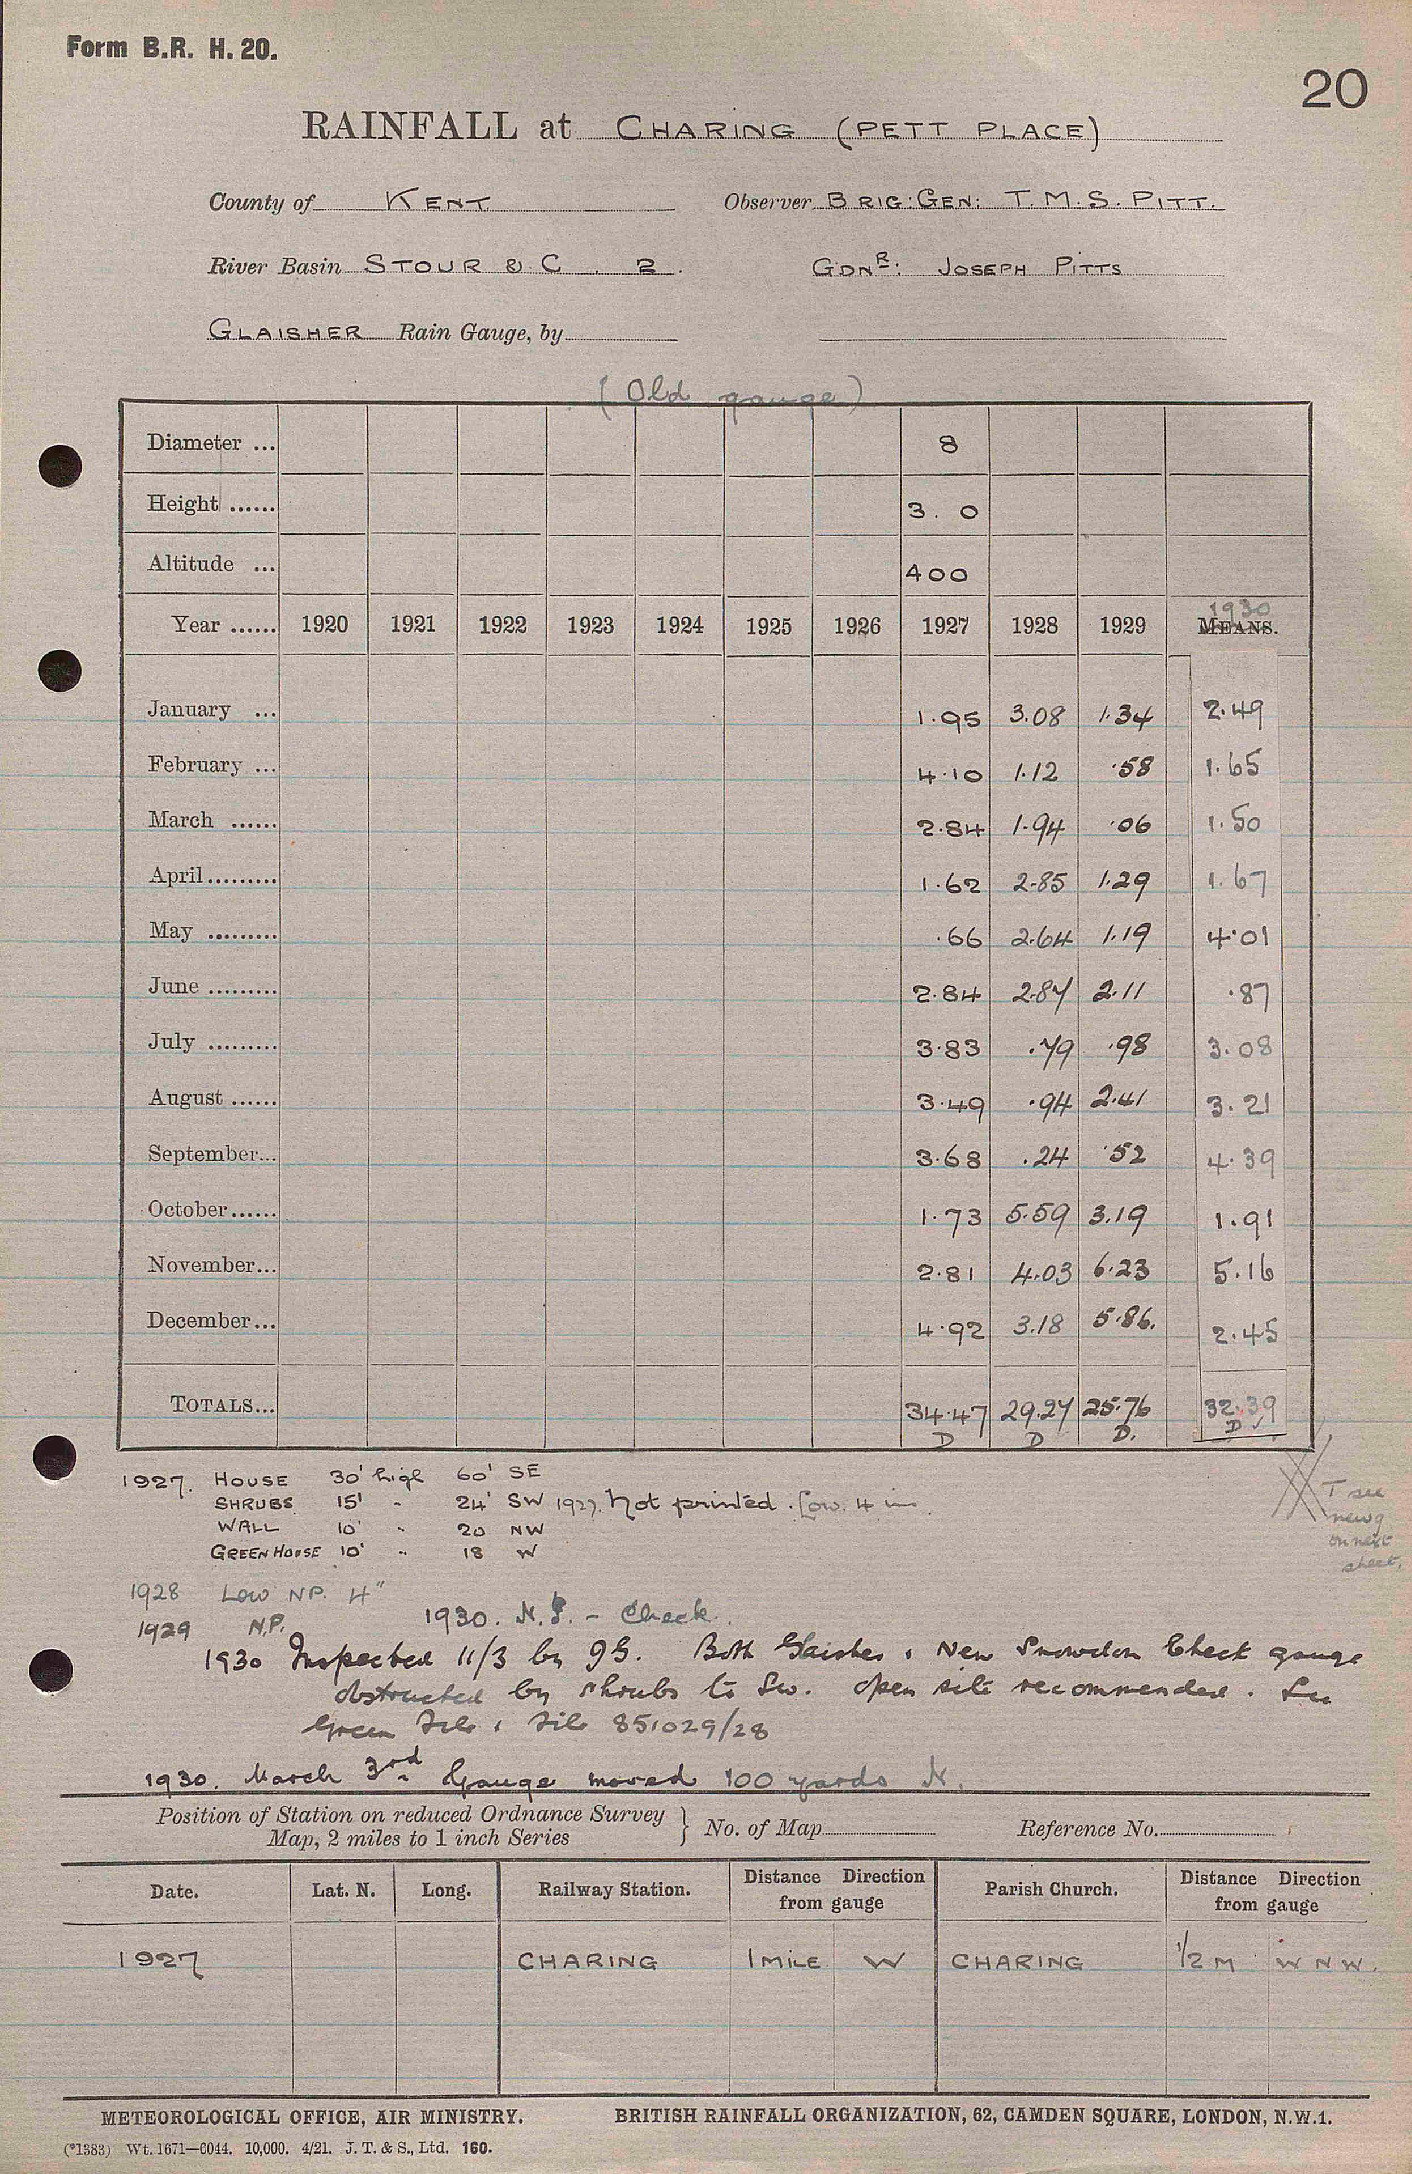 Form B.R. H. 20.
20
RAINFALL at CHARING (PETT PLACE)
County of KENT Observer BRIG: GEN: T. M. S. PITT.
River Basin STOUR & C. 2. GDNR: JOSEPH PITTS
GLAISHER Rain Gauge, by
(Old gauge)
Diameter ... 8
Height ...... 3. 0
Altitude ... 400
1930
Year ...... 1920 1921 1922 1923 1924 1925 1926 1927 1928 1929 MEANS.
January ... 1.95 3.08 1.34 2.49
February ... 4.10 1.12 .58 1.65
March ...... 2.84 1.94 .06 1.50
April ......... 1.62 2.85 1.29 1.67
May ......... .66 2.64 1.19 4.01
June ......... 2.84 2.87 2.11 .87
July ......... 3.83 .79 .98 3.08
August ...... 3.49 .94 2.41 3.21
September... 3.68 .24 .52 4.39
October...... 1.73 5.59 3.19 1.91
November... 2.81 4.03 6.23 5.16
December... 4.92 3.18 5.86. 2.45
TOTALS... 34.47 29.27 25.76 32.39
D D D. D ✓
1927. HOUSE 30' high 60' SE
SHRUBS 15' " 24' SW 1927. Not printed. Low. 4 in
WALL 10' " 20 NW
GREEN HOUSE 10' " 18 W
T see
new g
on next
sheet.
1928 Low NP. 4"
1929 N.P. 1930. N.P. - Check.
1930 Inspected 11/3 by JG. Both Glaisher & New Snowdon Check gauge
obstructed by shrubs to SW. Open site recommended. See
Green File & File 851029/28
1930. March 3rd Gauge moved 100 yards N.
Position of Station on reduced Ordnance Survey
Map, 2 miles to 1 inch Series } No. of Map Reference No.
Date. Lat. N. Long. Railway Station. Distance Direction from gauge Parish Church. Distance Direction from gauge
1927 CHARING 1 MILE W CHARING 1/2 M W N W.
METEOROLOGICAL OFFICE, AIR MINISTRY. BRITISH RAINFALL ORGANIZATION, 62, CAMDEN SQUARE, LONDON, N.W.1.
(*1383) Wt. 1671—6044. 10,000. 4/21. J. T. & S., Ltd. 160.